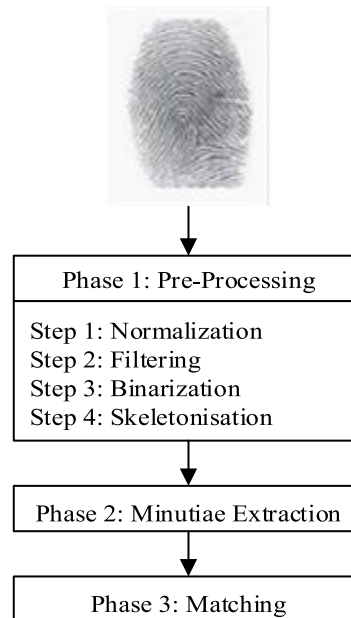 Phase 1: Pre-Processing
Step 1: Normalization
Step 2: Filtering
Step 3: Binarization
Step 4: Skeletonisation
Phase 2: Minutiae Extraction
Phase 3: Matching